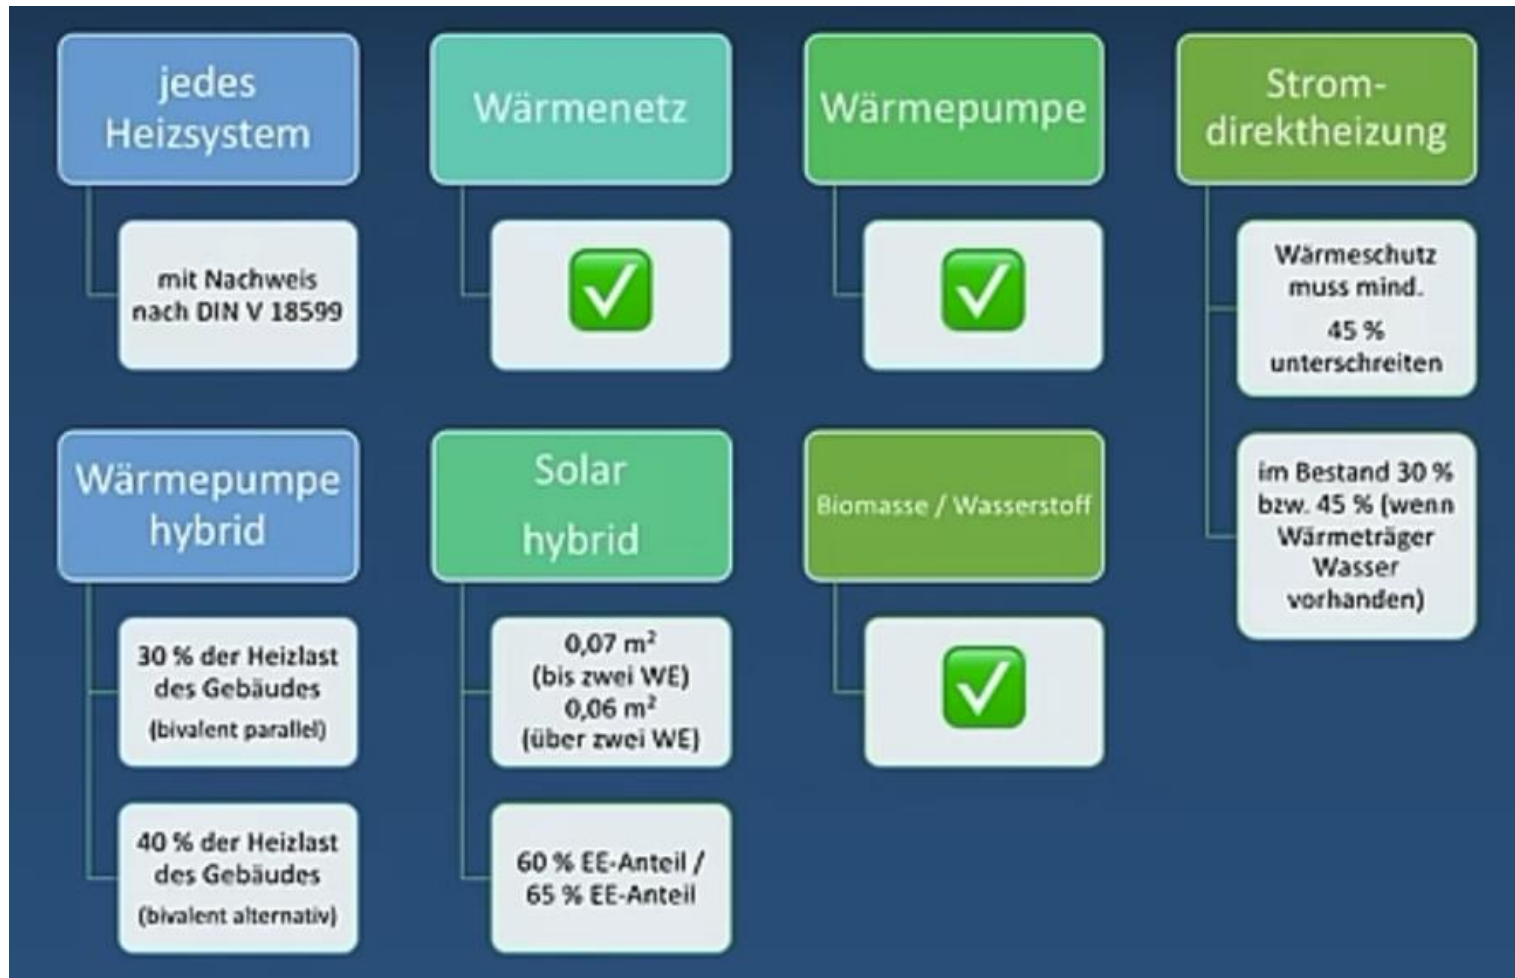 jedes
Heizsystem
mit Nachweis
nach DIN V 18599
Wärmenetz
Wärmepumpe
Strom-
direktheizung
Wärmeschutz
muss mind.
45 %
unterschreiten
im Bestand 30 %
bzw. 45 % (wenn
Wärmeträger
Wasser
vorhanden)
Wärmepumpe
hybrid
30 % der Heizlast
des Gebäudes
(bivalent parallel)
40 % der Heizlast
des Gebäudes
(bivalent alternativ)
Solar
hybrid
0,07 m²
(bis zwei WE)
0,06 m²
(über zwei WE)
60 % EE-Anteil /
65 % EE-Anteil
Biomasse / Wasserstoff